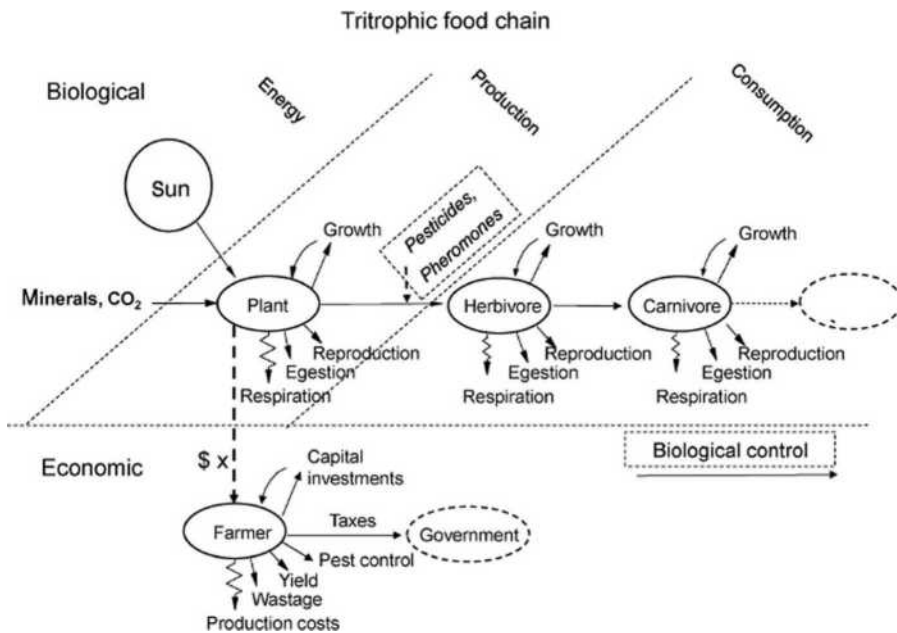 Tritrophic food chain
Biological
Energy
Production
Consumption
Sun
Pesticides,
Pheromones
Growth
Growth
Growth
Minerals, CO₂
Plant
Herbivore
Carnivore
Reproduction
Egestion
Respiration
Reproduction
Egestion
Respiration
Reproduction
Egestion
Respiration
Economic
Biological control
$ x
Capital
investments
Farmer
Taxes
Government
Pest control
Yield
Wastage
Production costs